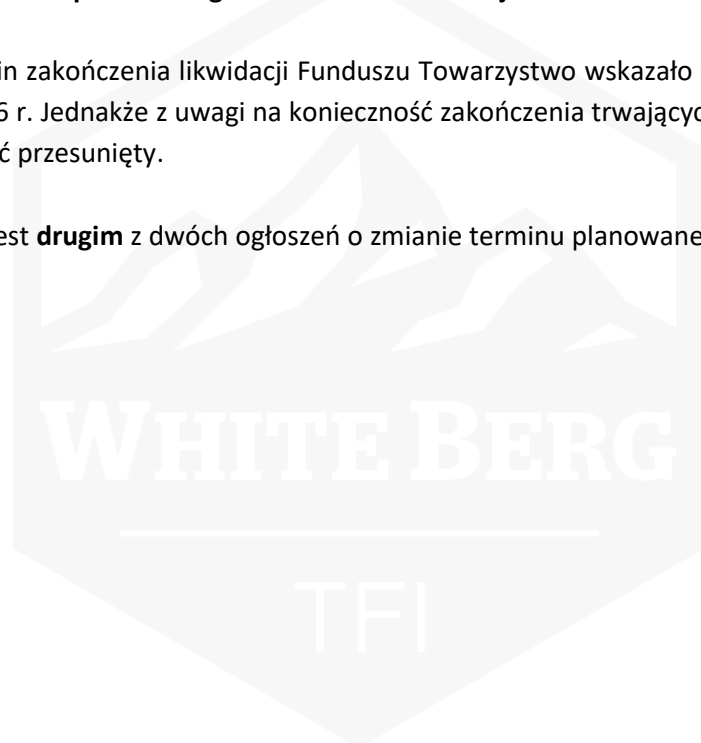 in zakończenia likwidacji Funduszu Towarzystwo wskazało
6 r. Jednakże z uwagi na konieczność zakończenia trwając
ć przesunięty.
est drugim z dwóch ogłoszeń o zmianie terminu planowane
WHITE BERG
TFI